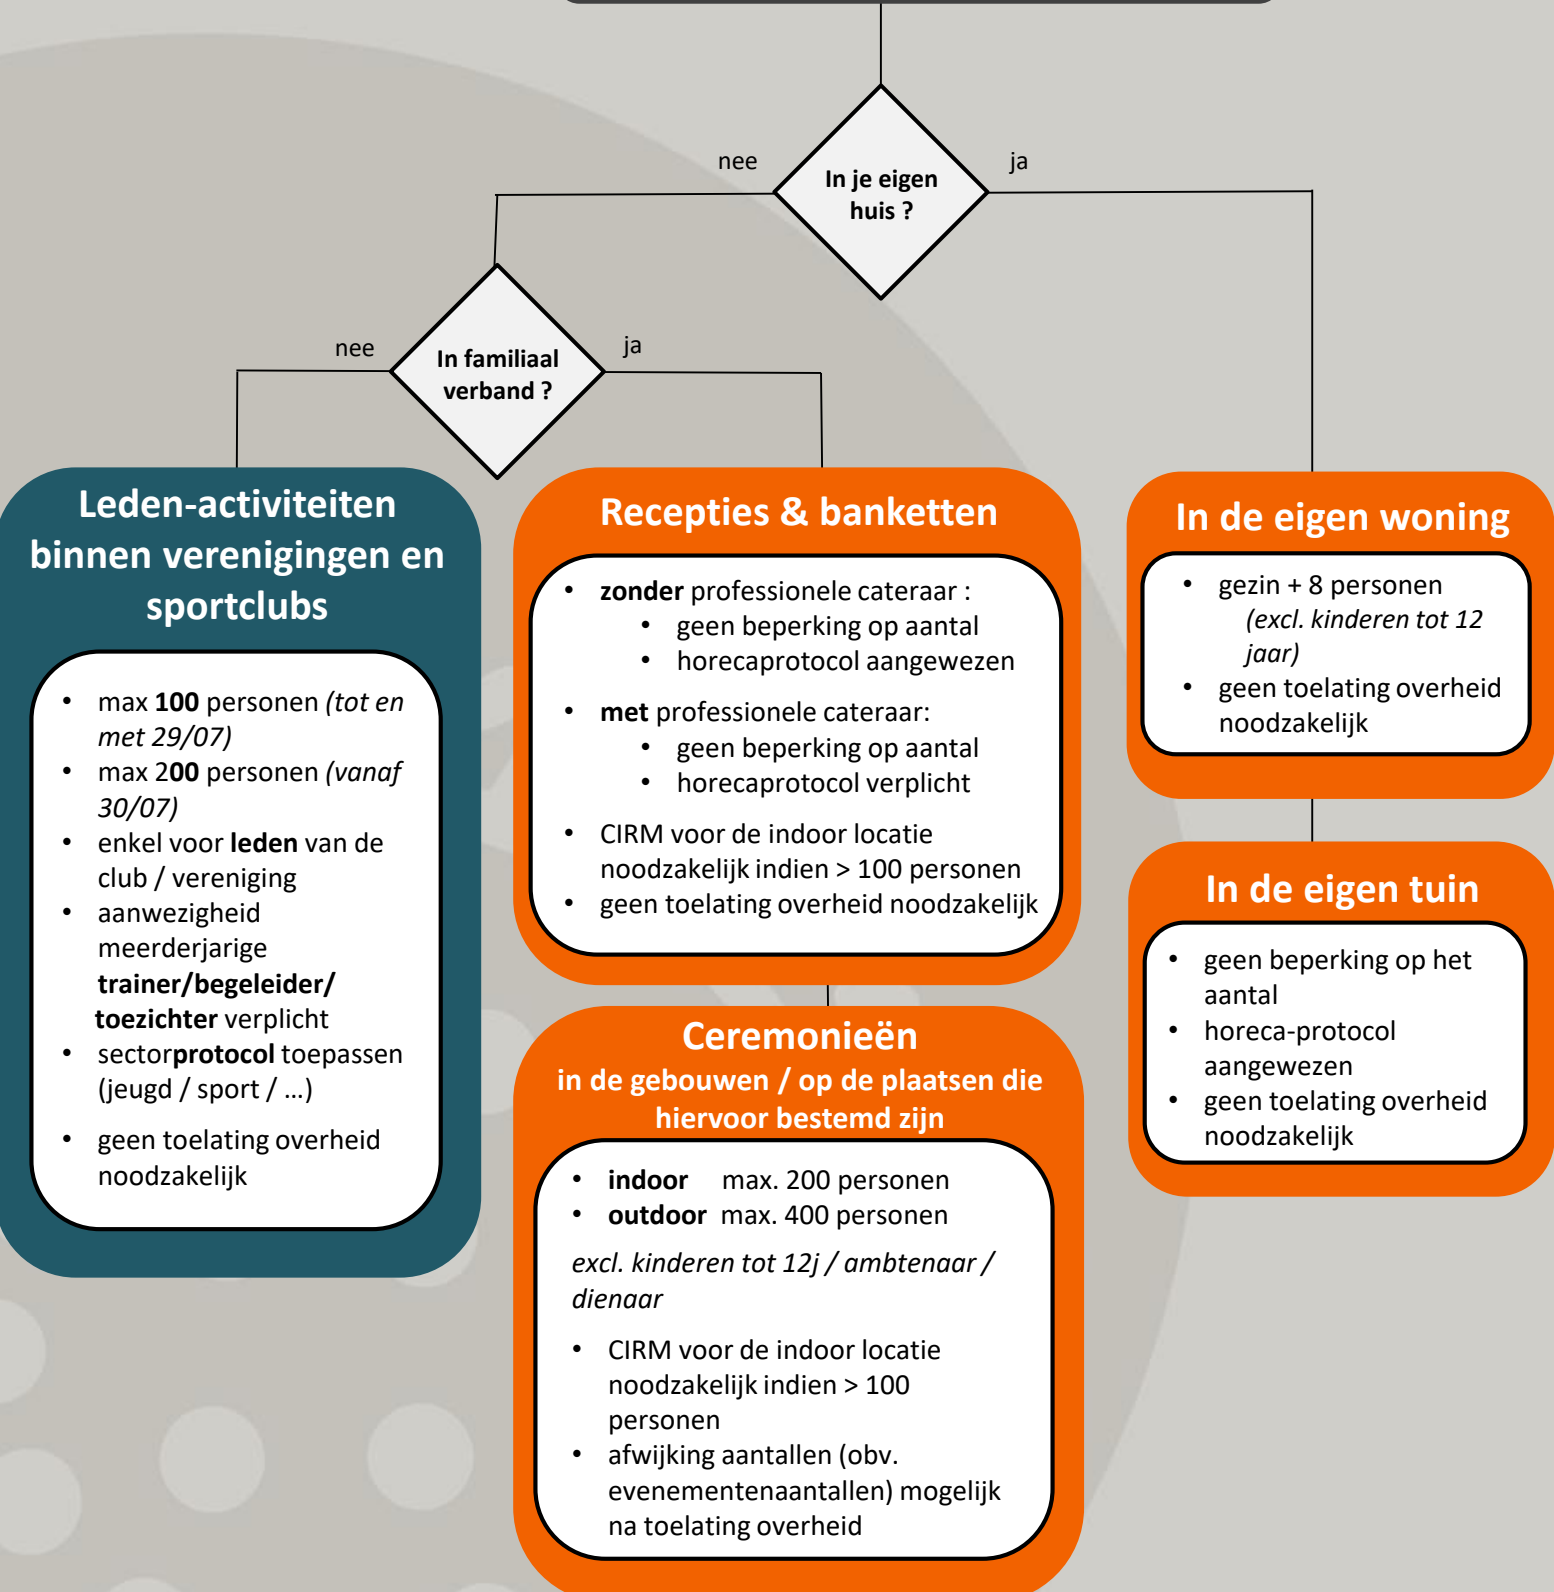 nee
ja
In je eigen
huis ?
nee
ja
In familiaal
verband ?
Leden-activiteiten
binnen verenigingen en
sportclubs
• max 100 personen (tot en
met 29/07)
• max 200 personen (vanaf
30/07)
• enkel voor leden van de
club / vereniging
• aanwezigheid
meerderjarige
trainer/begeleider/
toezichter verplicht
• sectorprotocol toepassen
(jeugd / sport / ...)
• geen toelating overheid
noodzakelijk
Recepties & banketten
• zonder professionele cateraar :
• geen beperking op aantal
• horecaprotocol aangewezen
• met professionele cateraar:
• geen beperking op aantal
• horecaprotocol verplicht
• CIRM voor de indoor locatie
noodzakelijk indien > 100 personen
• geen toelating overheid noodzakelijk
Ceremonieën
in de gebouwen / op de plaatsen die
hiervoor bestemd zijn
• indoor max. 200 personen
• outdoor max. 400 personen
excl. kinderen tot 12j / ambtenaar /
dienaar
• CIRM voor de indoor locatie
noodzakelijk indien > 100
personen
• afwijking aantallen (obv.
evenementenaantallen) mogelijk
na toelating overheid
In de eigen woning
• gezin + 8 personen
(excl. kinderen tot 12
jaar)
• geen toelating overheid
noodzakelijk
In de eigen tuin
• geen beperking op het
aantal
• horeca-protocol
aangewezen
• geen toelating overheid
noodzakelijk